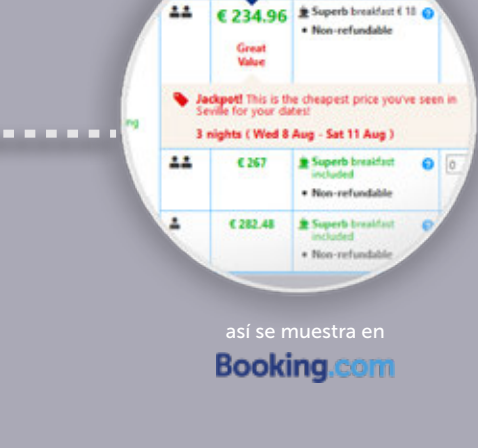 € 234.96
Superb breakfast € 18
• Non-refundable
Great
Value
Jackpot! This is the cheapest price you've seen in
Seville for your dates!
3 nights ( Wed 8 Aug - Sat 11 Aug )
ng
€ 267
Superb breakfast
included
• Non-refundable
0
€ 282.48
Superb breakfast
included
• Non-refundable
así se muestra en
Booking.com